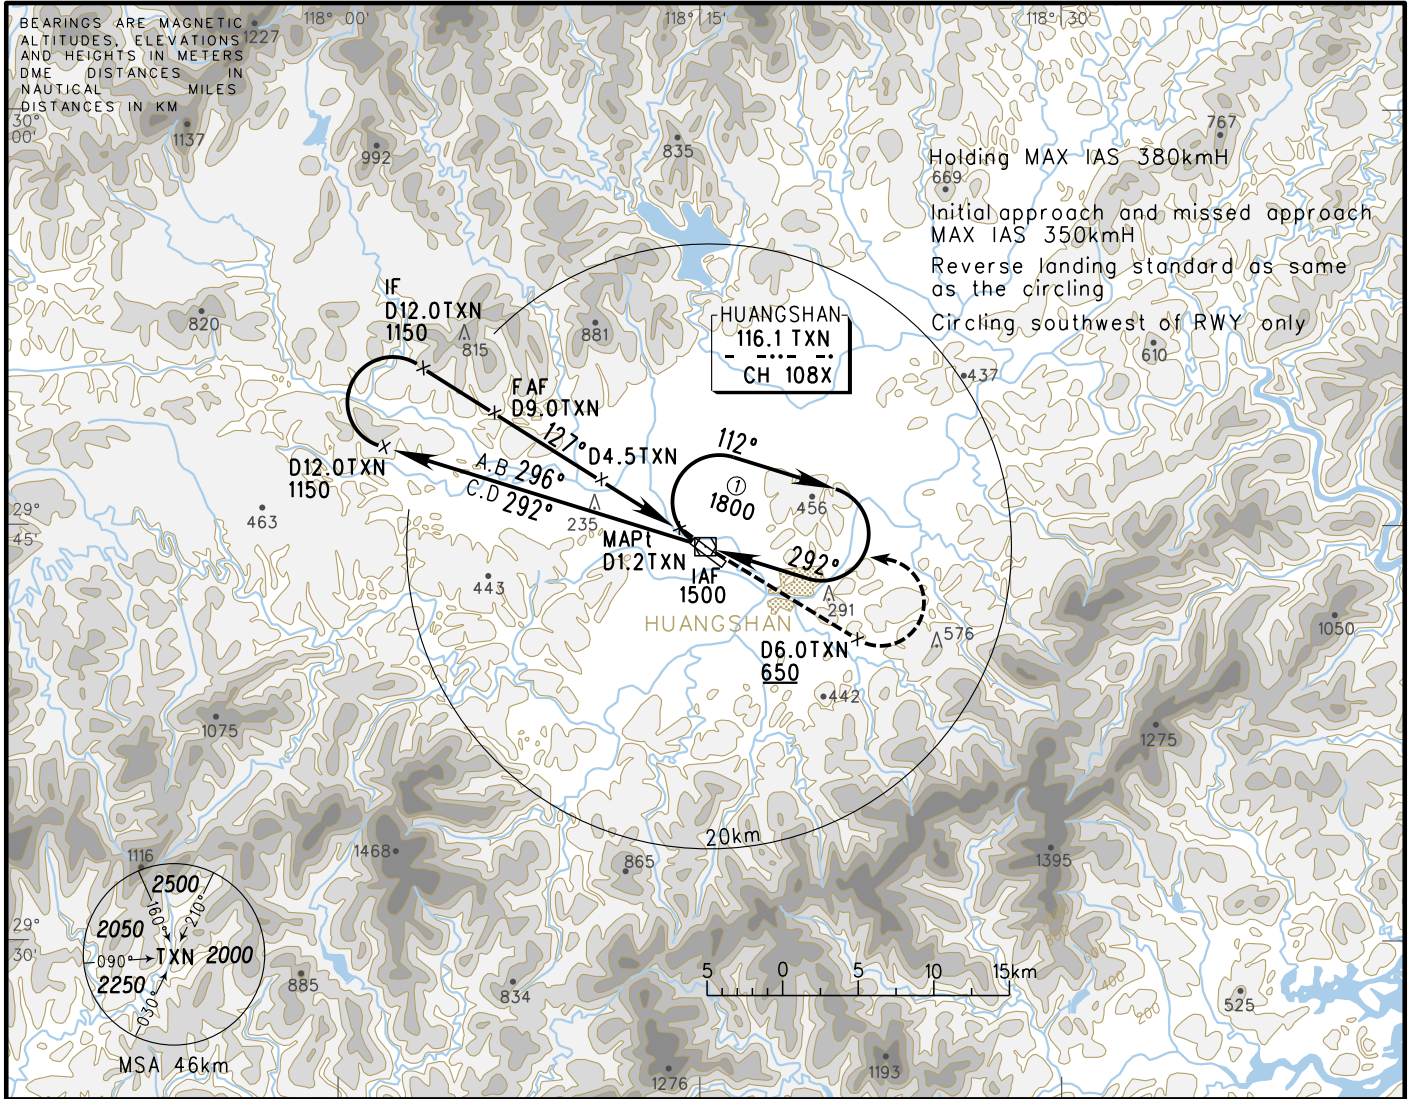 BEARINGS ARE MAGNETIC
ALTITUDES, ELEVATIONS
AND HEIGHTS IN METERS
DME DISTANCES IN
NAUTICAL MILES
DISTANCES IN KM
118° 00'
118° 15'
118° 30'
30°
00'
1227
1137
992
835
767
Holding MAX IAS 380kmH
669
Initial approach and missed approach
MAX IAS 350kmH
Reverse landing standard as same
as the circling
Circling southwest of RWY only
IF
D12.0TXN
1150
820
815
881
HUANGSHAN
116.1 TXN
CH 108X
610
437
FAF
D9.0TXN
127°
D4.5TXN
112°
D12.0TXN
1150
A.B 296°
C.D 292°
1
1800
456
29°
45'
463
235
MAPt
D1.2TXN
IAF
1500
292°
291
443
HUANGSHAN
D6.0TXN
650
576
1050
442
1075
1275
20km
1468
865
1395
1116
2500
160°
210°
2050
090°
TXN
2000
2250
030°
MSA 46km
29°
30'
885
834
5 0 5 10 15km
800
600
400
200
525
1276
1193